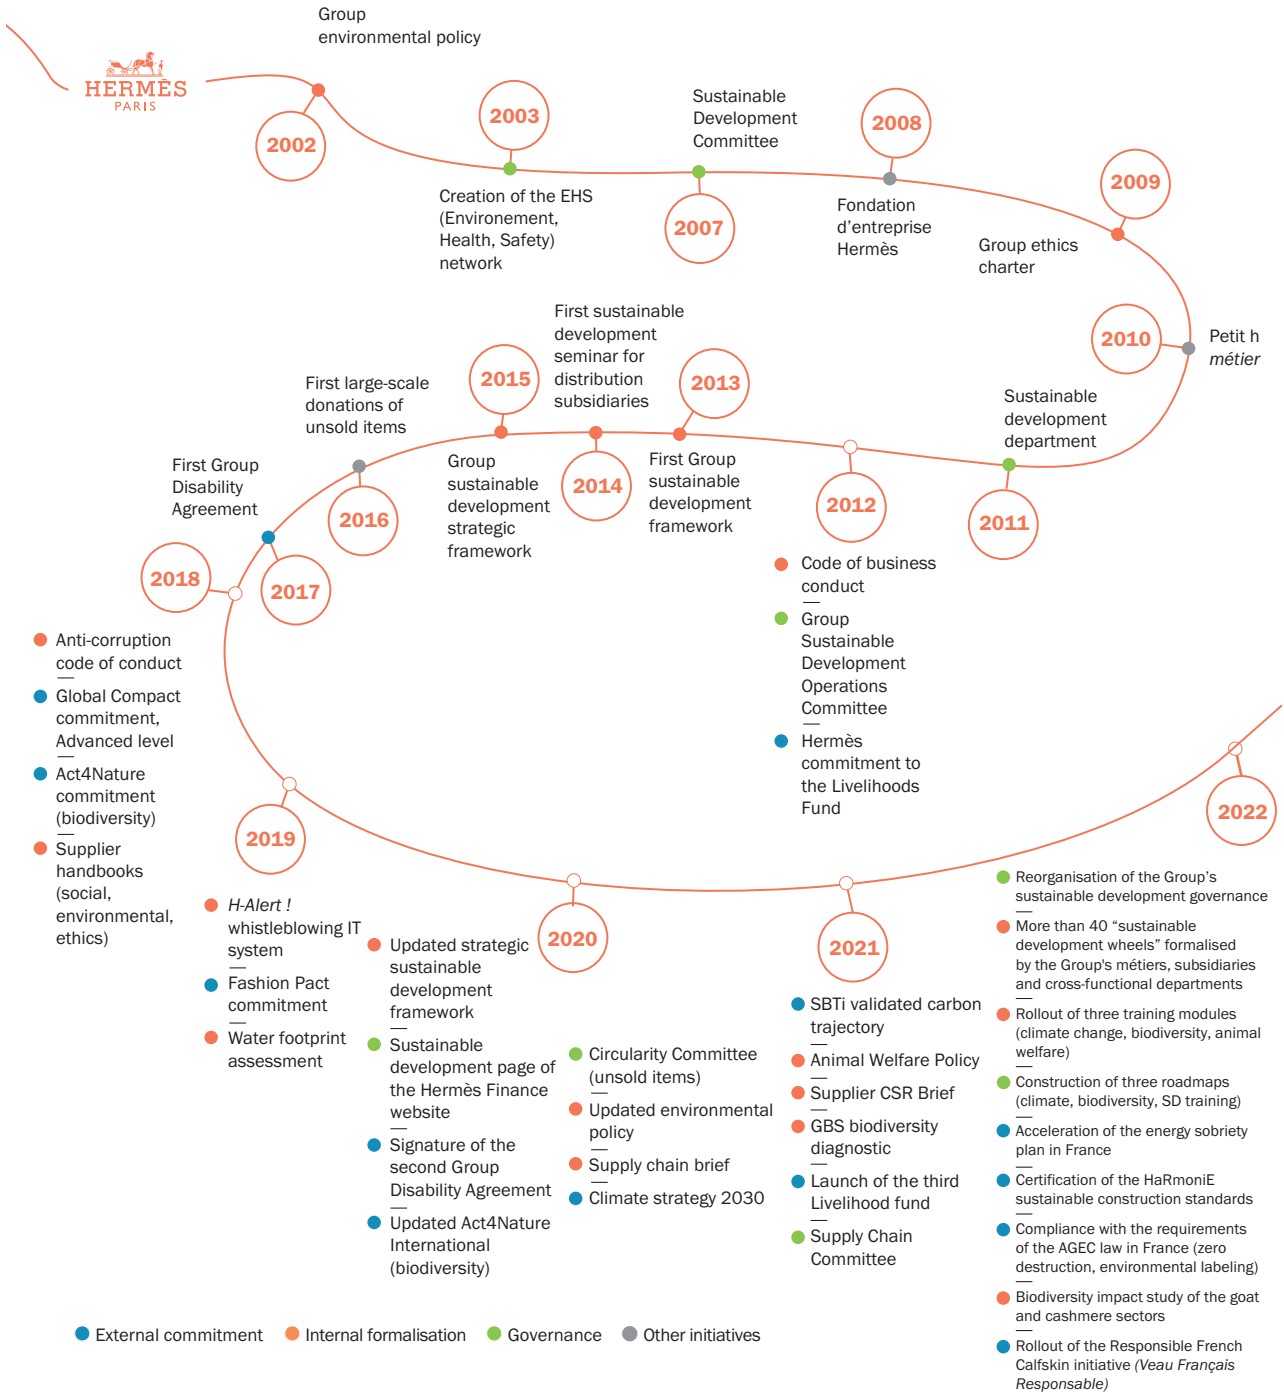 HERMÈS
PARIS
Group
environmental policy
2002
2003
Creation of the EHS
(Environement,
Health, Safety)
network
Sustainable
Development
Committee
2007
2008
Fondation
d'entreprise
Hermès
2009
Group ethics
charter
2010
Petit h
métier
Sustainable
development
department
2011
2012
Code of business
conduct
Group
Sustainable
Development
Operations
Committee
Hermès
commitment to
the Livelihoods
Fund
2013
First Group
sustainable
development
framework
First sustainable
development
seminar for
distribution
subsidiaries
2014
2015
Group
sustainable
development
strategic
framework
First large-scale
donations of
unsold items
2016
First Group
Disability
Agreement
2017
2018
Anti-corruption
code of conduct
Global Compact
commitment,
Advanced level
Act4Nature
commitment
(biodiversity)
Supplier
handbooks
(social,
environmental,
ethics)
2019
H-Alert !
whistleblowing IT
system
Fashion Pact
commitment
Water footprint
assessment
2020
Updated strategic
sustainable
development
framework
Sustainable
development page of
the Hermès Finance
website
Signature of the
second Group
Disability Agreement
Updated Act4Nature
International
(biodiversity)
Circularity Committee
(unsold items)
Updated environmental
policy
Supply chain brief
Climate strategy 2030
2021
SBTi validated carbon
trajectory
Animal Welfare Policy
Supplier CSR Brief
GBS biodiversity
diagnostic
Launch of the third
Livelihood fund
Supply Chain
Committee
2022
Reorganisation of the Group's
sustainable development governance
More than 40 “sustainable
development wheels” formalised
by the Group's métiers, subsidiaries
and cross-functional departments
Rollout of three training modules
(climate change, biodiversity, animal
welfare)
Construction of three roadmaps
(climate, biodiversity, SD training)
Acceleration of the energy sobriety
plan in France
Certification of the HaRmoniE
sustainable construction standards
Compliance with the requirements
of the AGEC law in France (zero
destruction, environmental labeling)
Biodiversity impact study of the goat
and cashmere sectors
Rollout of the Responsible French
Calfskin initiative (Veau Français
Responsable)
External commitment
Internal formalisation
Governance
Other initiatives